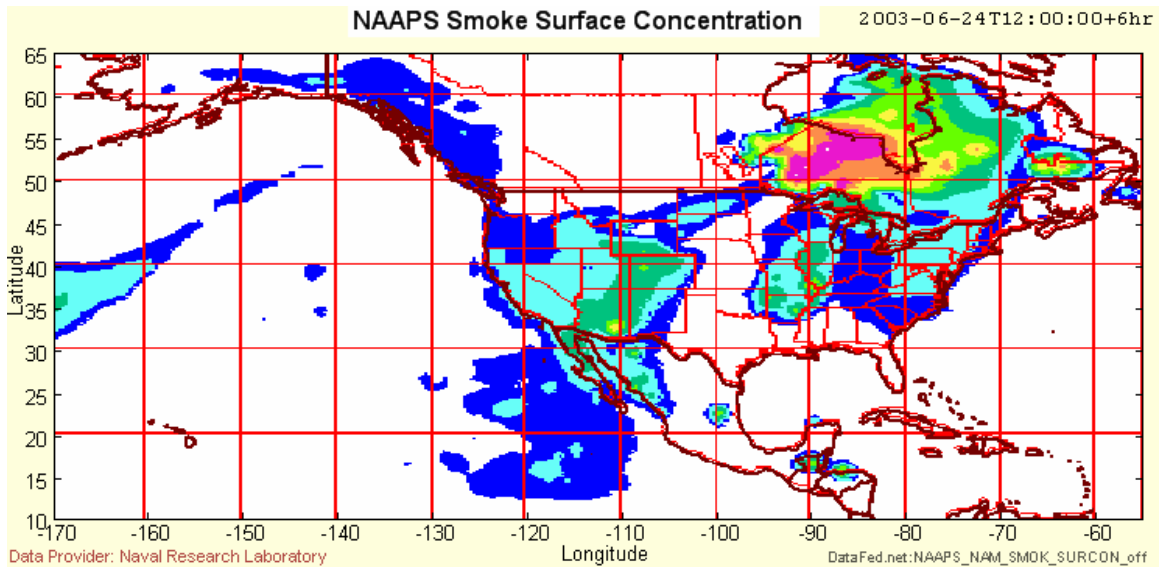 NAAPS Smoke Surface Concentration
2003-06-24T12:00:00+6hr
65
60
55
50
45
40
35
30
25
20
15
10
Latitude
-170 -160 -150 -140 -130 -120 -110 -100 -90 -80 -70 -60
Longitude
Data Provider: Naval Research Laboratory
DataFed.net:NAAPS_NAM_SMOK_SURCON_off